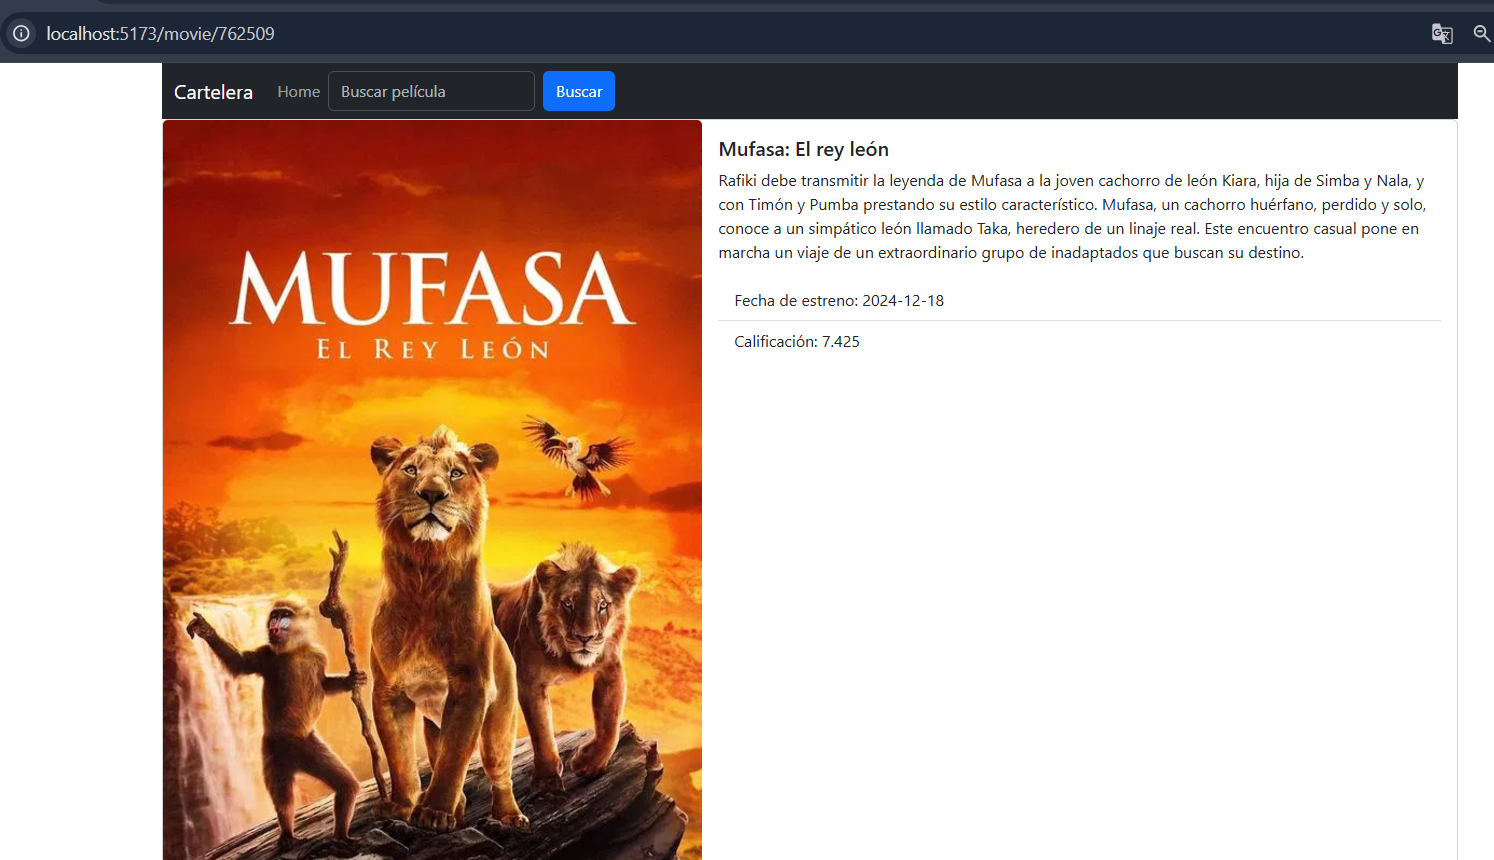 localhost:5173/movie/762509
Cartelera Home Buscar película Buscar
MUFASA
EL REY LEÓN
Mufasa: El rey león
Rafiki debe transmitir la leyenda de Mufasa a la joven cachorro de león Kiara, hija de Simba y Nala, y
con Timón y Pumba prestando su estilo característico. Mufasa, un cachorro huérfano, perdido y solo,
conoce a un simpático león llamado Taka, heredero de un linaje real. Este encuentro casual pone en
marcha un viaje de un extraordinario grupo de inadaptados que buscan su destino.
Fecha de estreno: 2024-12-18
Calificación: 7.425